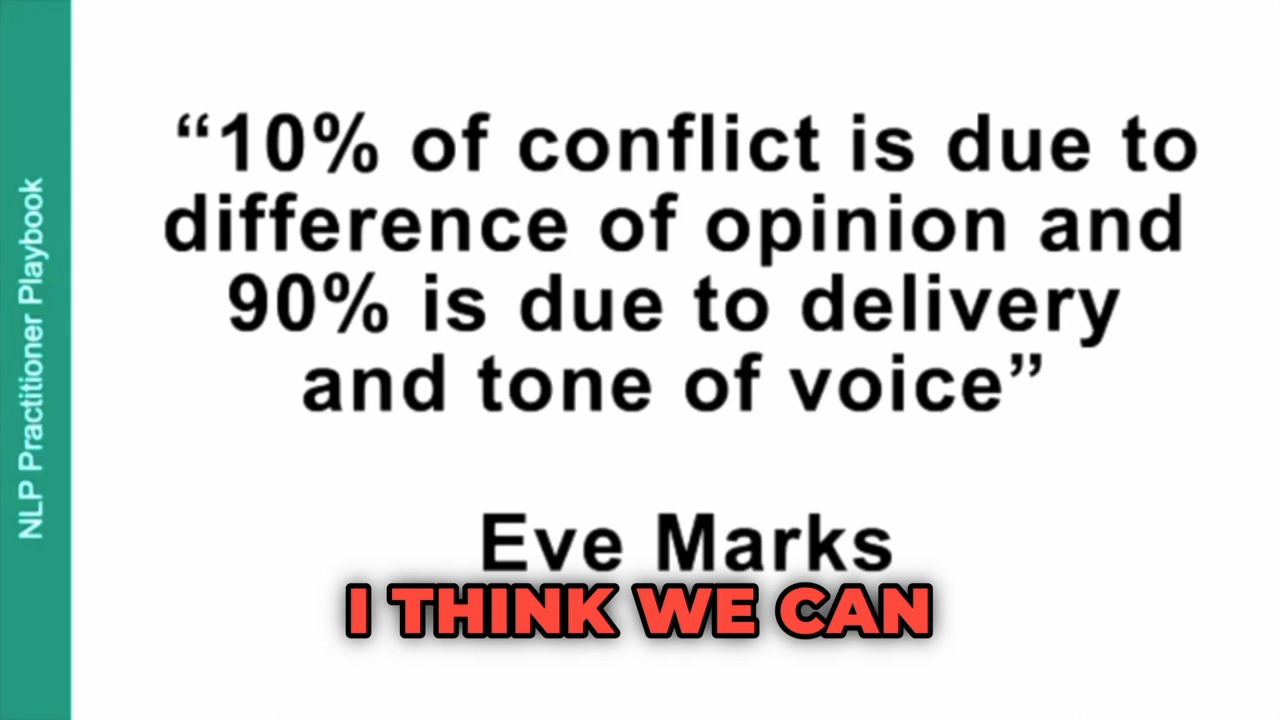 NLP Practitioner Playbook
“10% of conflict is due to
difference of opinion and
90% is due to delivery
and tone of voice”
Eve Marks
I THINK WE CAN